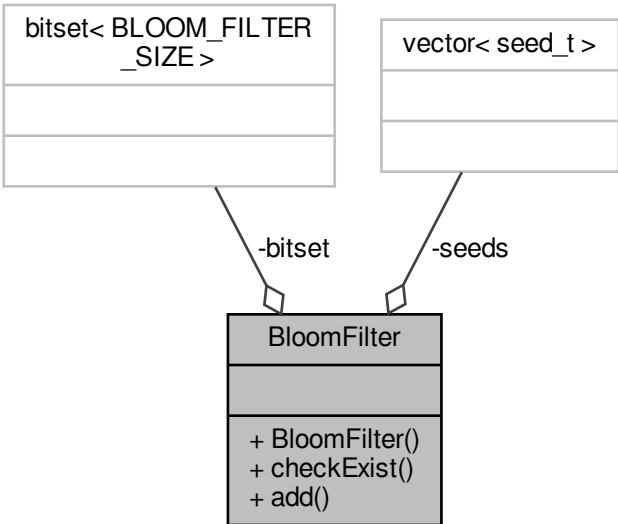 bitset< BLOOM_FILTER
_SIZE >
vector< seed_t >
-bitset
-seeds
BloomFilter
+ BloomFilter()
+ checkExist()
+ add()